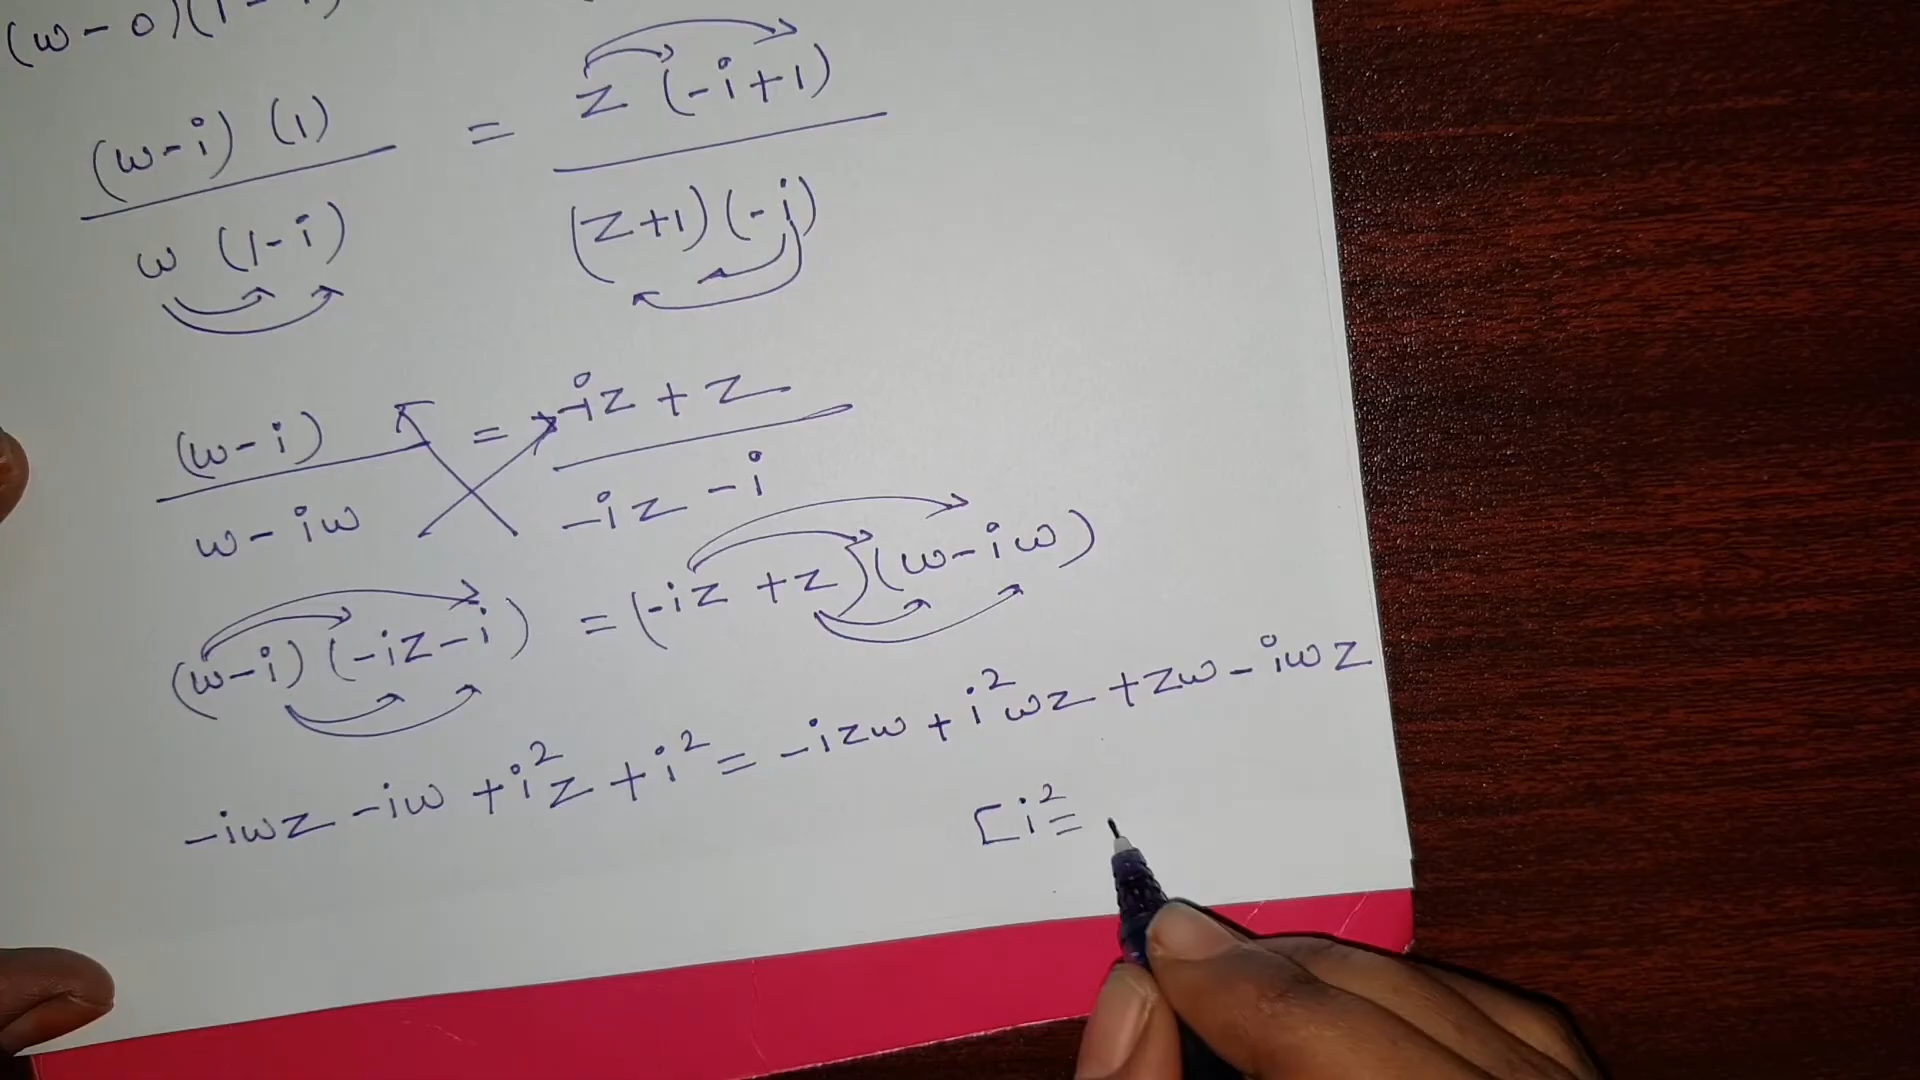 (w-0)(1-
(w-i) (1) / w (1-i) = z (-i+1) / (z+1)(-i)
(w-i) / w-iw = -iz+z / -iz-i
(w-i)(-iz-i) = (-iz+z)(w-iw)
-iwz-iw+i²z+i² = -izw+i²wz+zw-iwz
[i²=